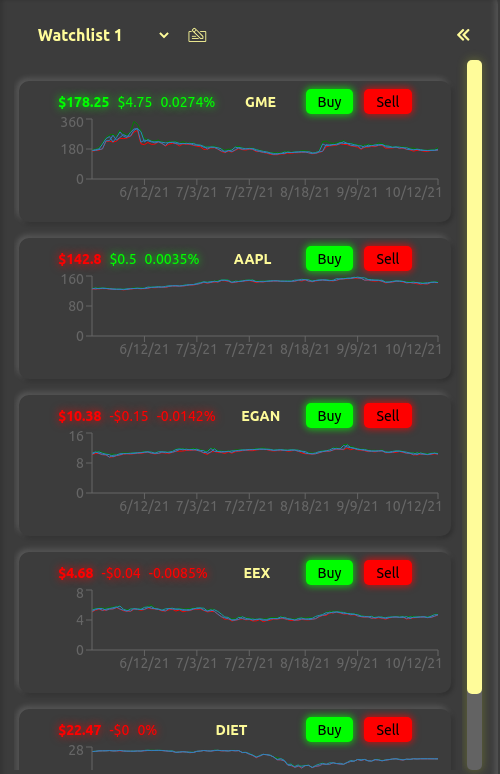 Watchlist 1
$178.25 $4.75 0.0274% GME Buy Sell
360
180
0
6/12/21 7/3/21 7/27/21 8/18/21 9/9/21 10/12/21
$142.8 $0.5 0.0035% AAPL Buy Sell
160
80
0
6/12/21 7/3/21 7/27/21 8/18/21 9/9/21 10/12/21
$10.38 -$0.15 -0.0142% EGAN Buy Sell
16
8
0
6/12/21 7/3/21 7/27/21 8/18/21 9/9/21 10/12/21
$4.68 -$0.04 -0.0085% EEX Buy Sell
8
4
0
6/12/21 7/3/21 7/27/21 8/18/21 9/9/21 10/12/21
$22.47 -$0 0% DIET Buy Sell
28